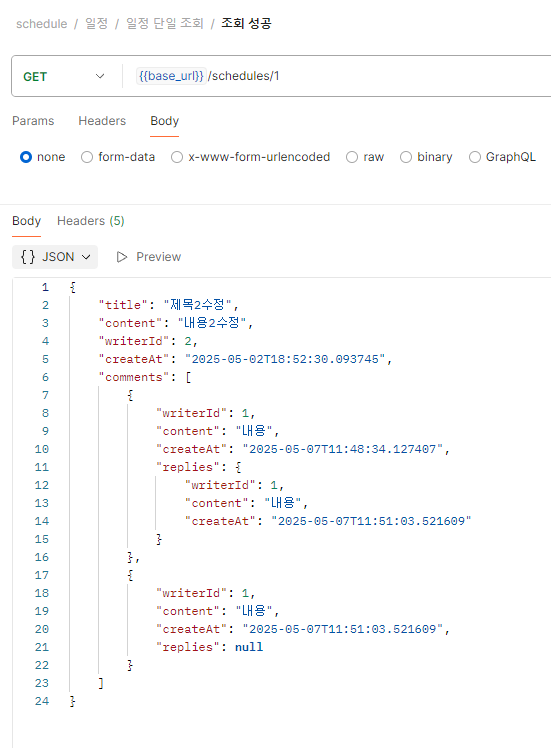 schedule / 일정 / 일정 단일 조회 / 조회 성공
GET {{base_url}}/schedules/1
Params Headers Body
none form-data x-www-form-urlencoded raw binary GraphQL
Body Headers (5)
{} JSON Preview
1 {
2 "title": "제목2수정",
3 "content": "내용2수정",
4 "writerId": 2,
5 "createAt": "2025-05-02T18:52:30.093745",
6 "comments": [
7 {
8 "writerId": 1,
9 "content": "내용",
10 "createAt": "2025-05-07T11:48:34.127407",
11 "replies": {
12 "writerId": 1,
13 "content": "내용",
14 "createAt": "2025-05-07T11:51:03.521609"
15 }
16 },
17 {
18 "writerId": 1,
19 "content": "내용",
20 "createAt": "2025-05-07T11:51:03.521609",
21 "replies": null
22 }
23 ]
24 }